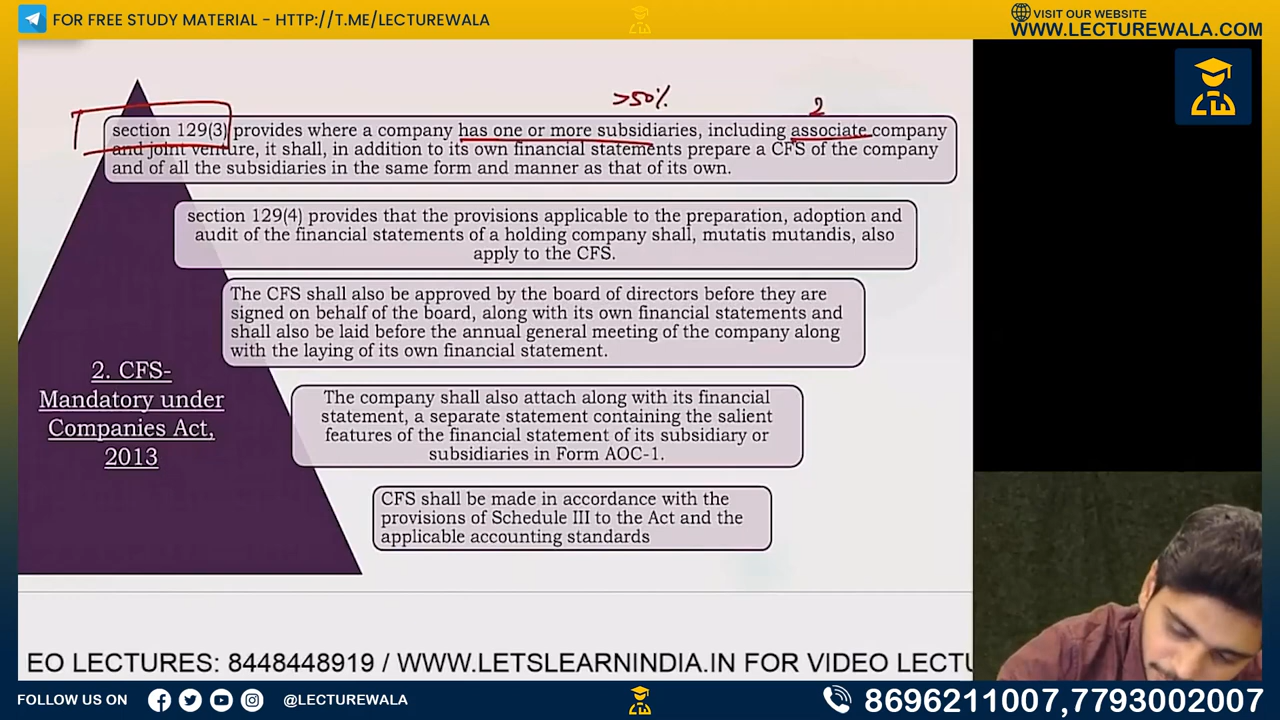 FOR FREE STUDY MATERIAL - HTTP://T.ME/LECTUREWALA
VISIT OUR WEBSITE
WWW.LECTUREWALA.COM
>50%
2
section 129(3) provides where a company has one or more subsidiaries, including associate company
and joint venture, it shall, in addition to its own financial statements prepare a CFS of the company
and of all the subsidiaries in the same form and manner as that of its own.
section 129(4) provides that the provisions applicable to the preparation, adoption and
audit of the financial statements of a holding company shall, mutatis mutandis, also
apply to the CFS.
The CFS shall also be approved by the board of directors before they are
signed on behalf of the board, along with its own financial statements and
shall also be laid before the annual general meeting of the company along
with the laying of its own financial statement.
2. CFS-
Mandatory under
Companies Act,
2013
The company shall also attach along with its financial
statement, a separate statement containing the salient
features of the financial statement of its subsidiary or
subsidiaries in Form AOC-1.
CFS shall be made in accordance with the
provisions of Schedule III to the Act and the
applicable accounting standards
EO LECTURES: 8448448919 / WWW.LETSLEARNINDIA.IN FOR VIDEO LECTU
FOLLOW US ON
@LECTUREWALA
8696211007,7793002007